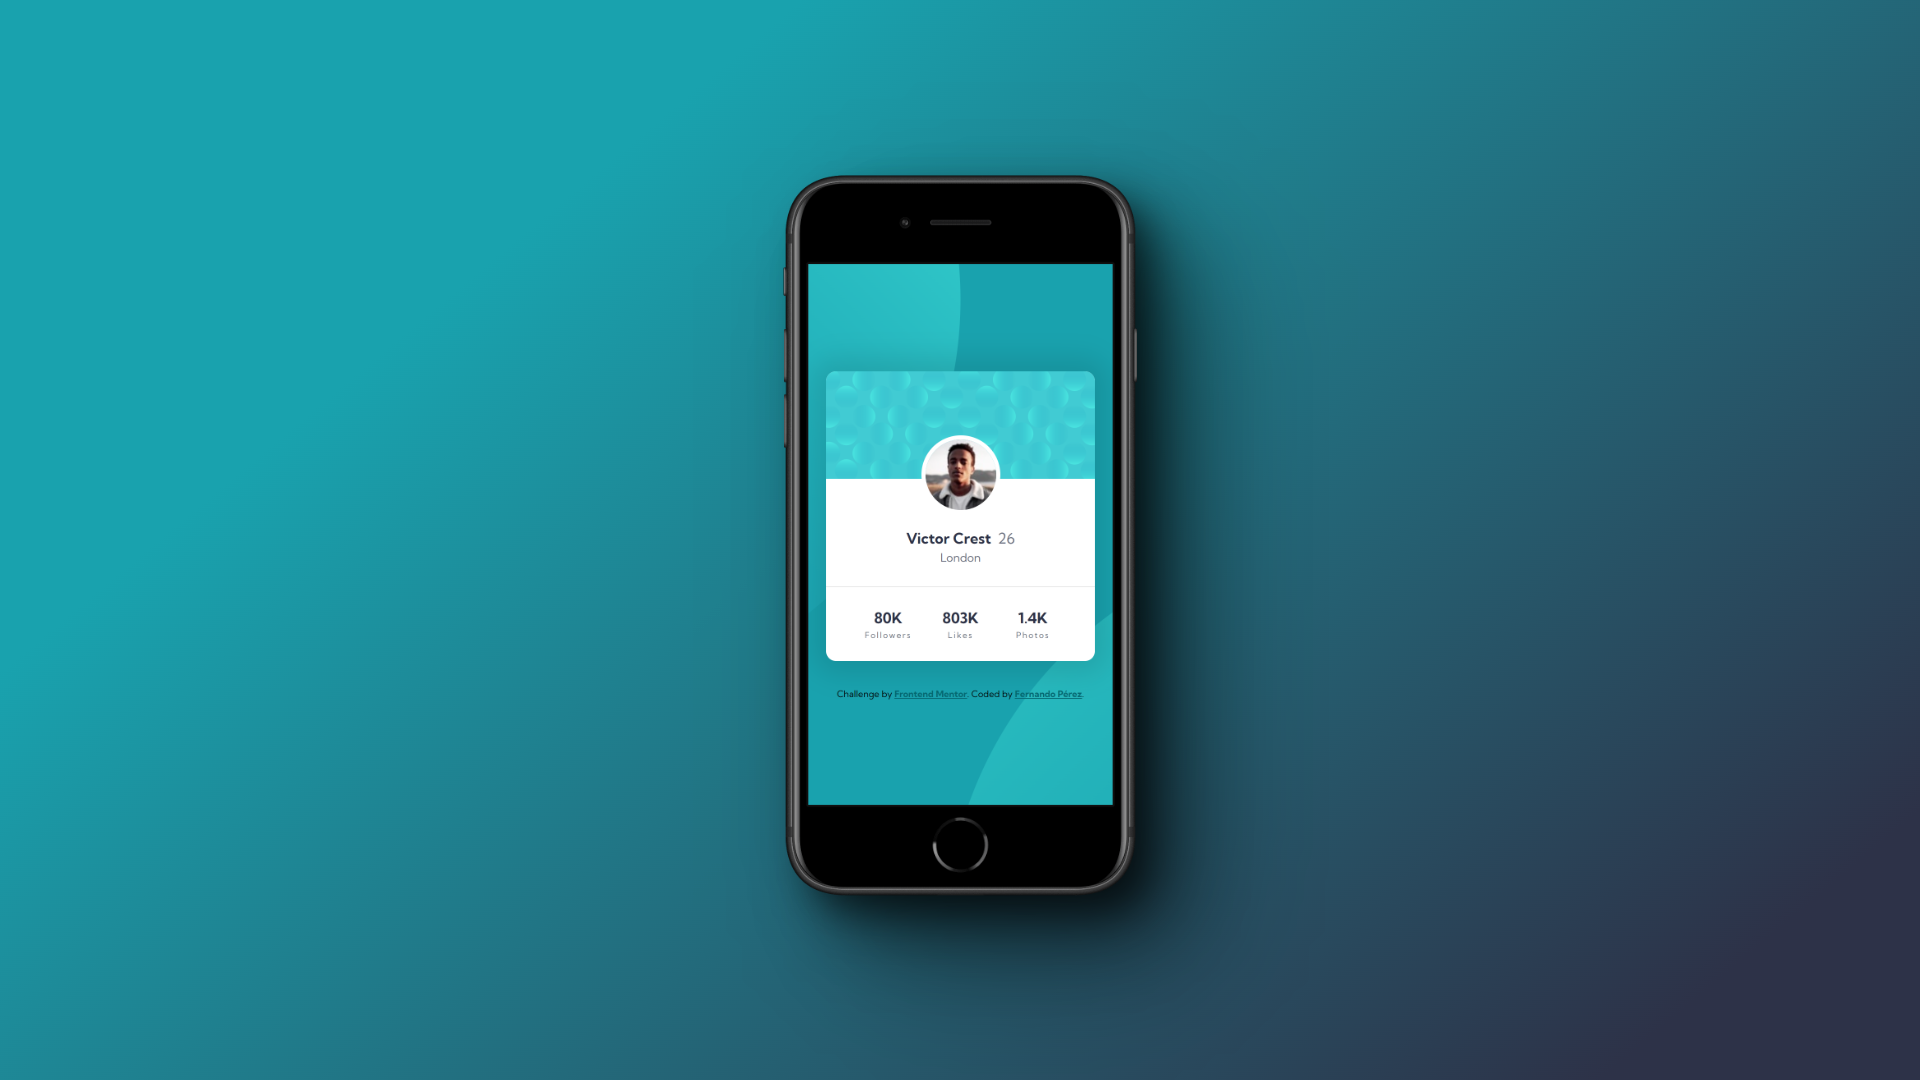 Victor Crest 26
London
80K 803K 1.4K
Followers Likes Photos
Challenge by Frontend Mentor. Coded by Fernando Pérez.